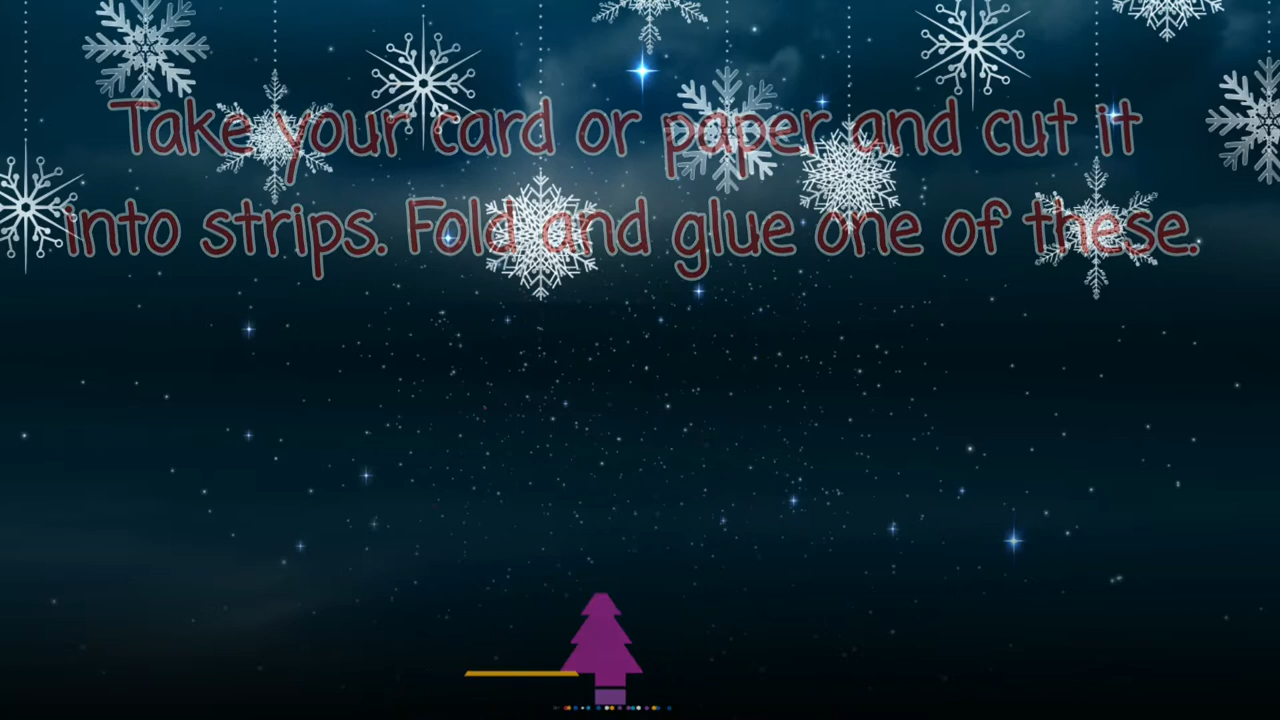 Take your card or paper and cut it
into strips. Fold and glue one of these.